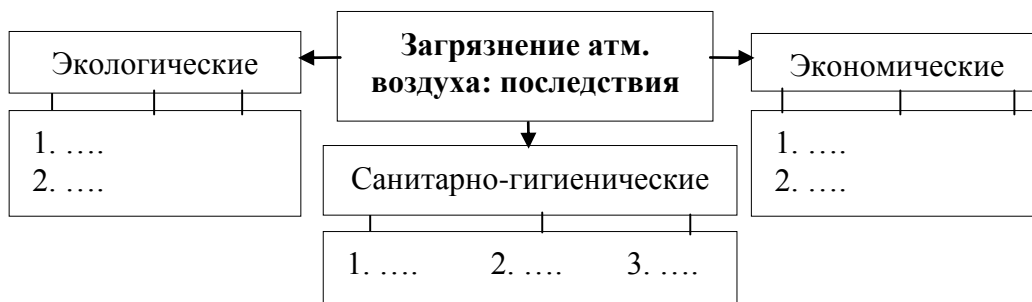 Загрязнение атм.
воздуха: последствия
Экологические
1. ….
2. ….
Санитарно-гигиенические
1. …. 2. …. 3. ….
Экономические
1. ….
2. ….